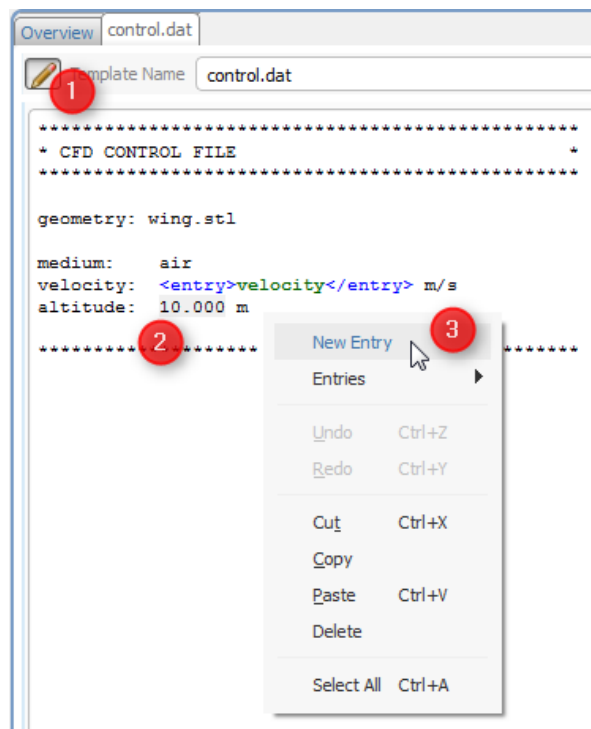 Overview control.dat
1 Template Name control.dat
*************************************************
* CFD CONTROL FILE *
*************************************************
geometry: wing.stl
medium: air
velocity: <entry>velocity</entry> m/s
altitude: 10.000 m
2
3
New Entry
Entries
Undo Ctrl+Z
Redo Ctrl+Y
Cut Ctrl+X
Copy
Paste Ctrl+V
Delete
Select All Ctrl+A